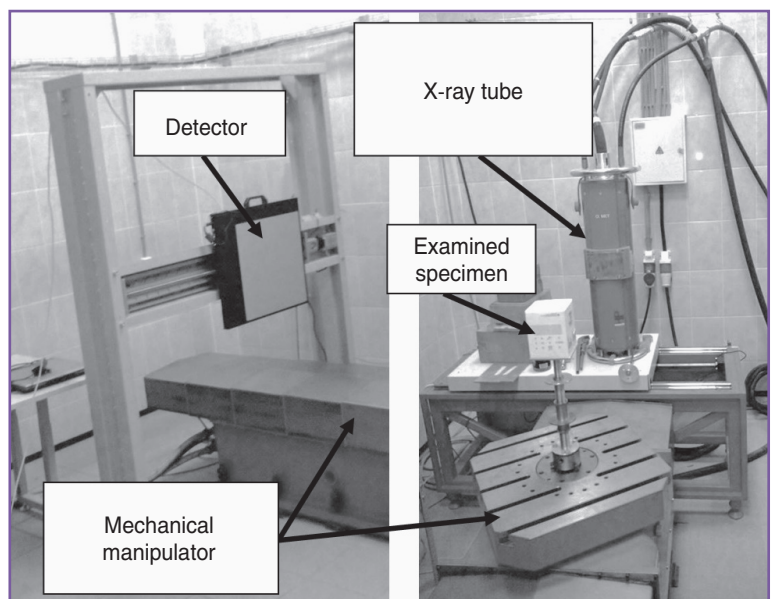 X-ray tube
Detector
Examined
specimen
Mechanical
manipulator